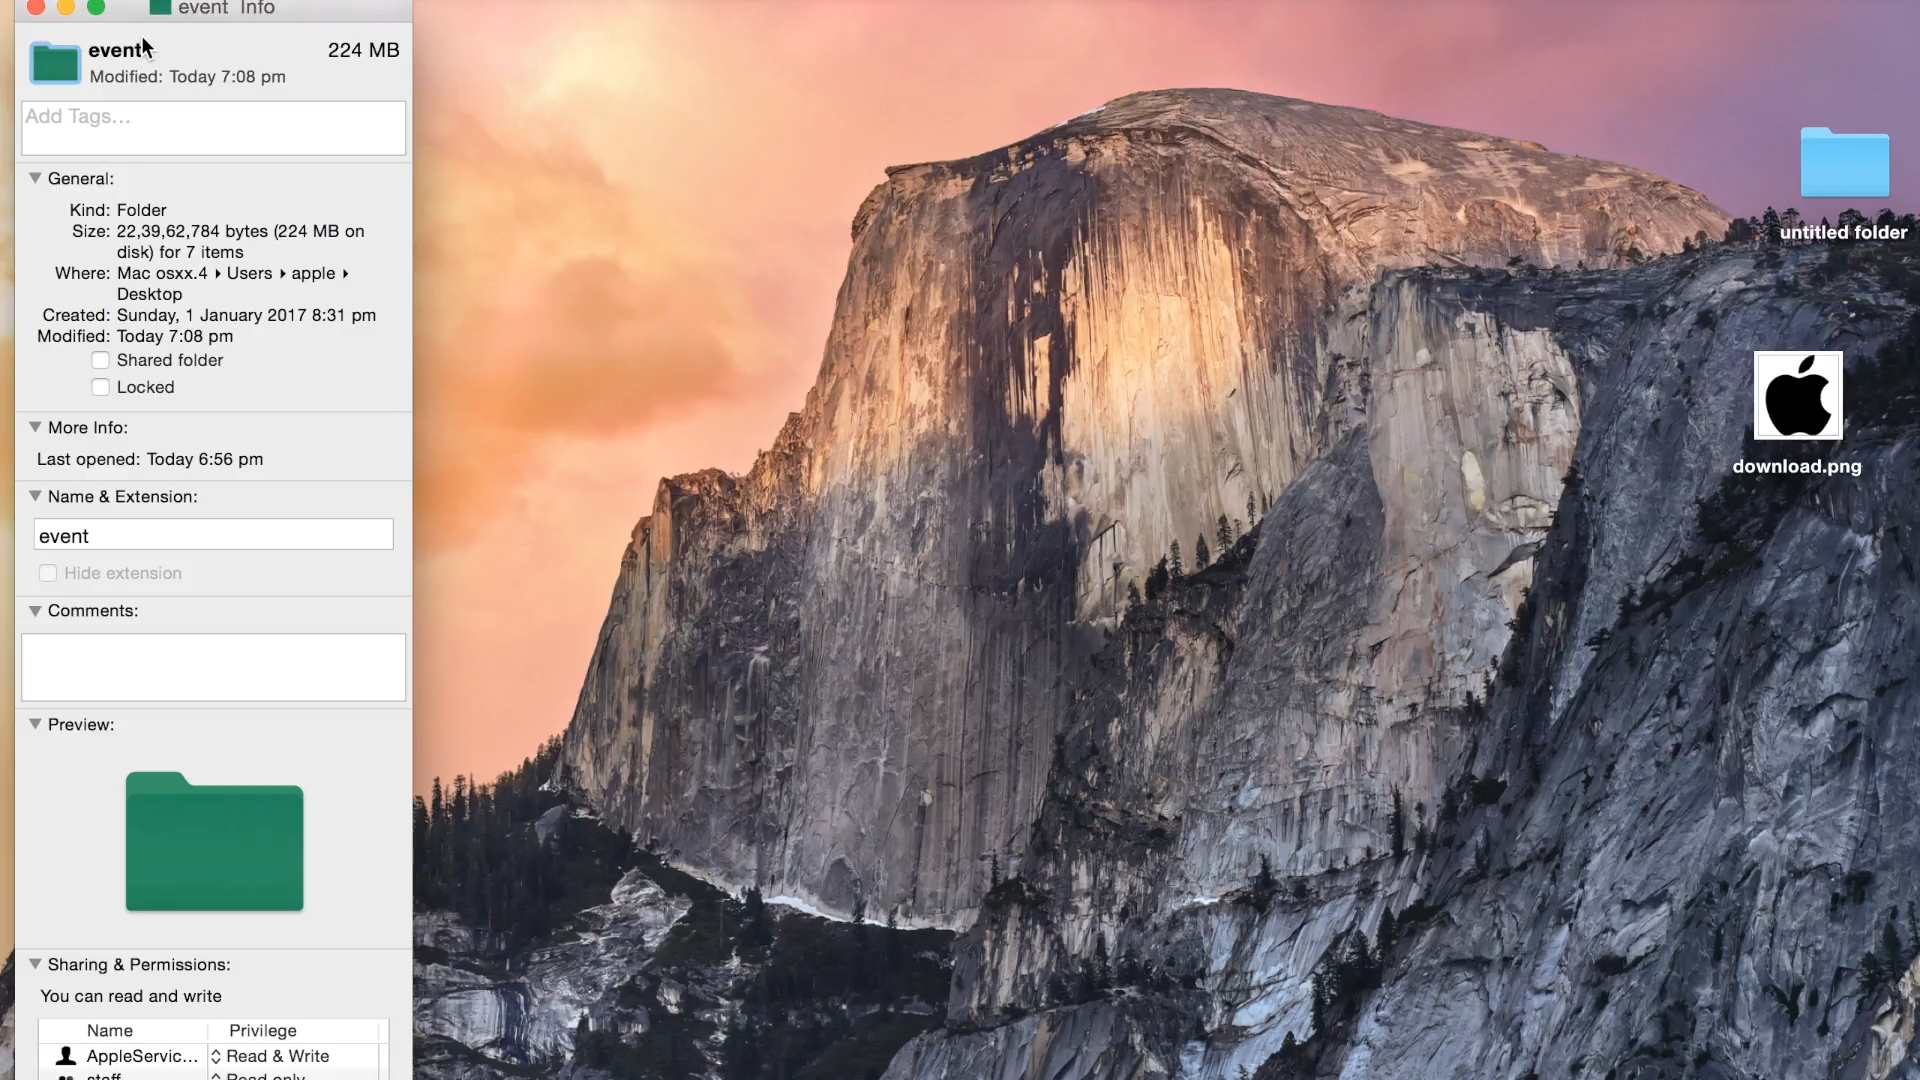 event Info
event
224 MB
Modified: Today 7:08 pm
Add Tags...
General:
Kind: Folder
Size: 22,39,62,784 bytes (224 MB on
disk) for 7 items
Where: Mac osxx.4 ▸ Users ▸ apple ▸
Desktop
Created: Sunday, 1 January 2017 8:31 pm
Modified: Today 7:08 pm
Shared folder
Locked
More Info:
Last opened: Today 6:56 pm
Name & Extension:
event
Hide extension
Comments:
Preview:
Sharing & Permissions:
You can read and write
Name Privilege
AppleServic... Read & Write
staff Read only
untitled folder
download.png